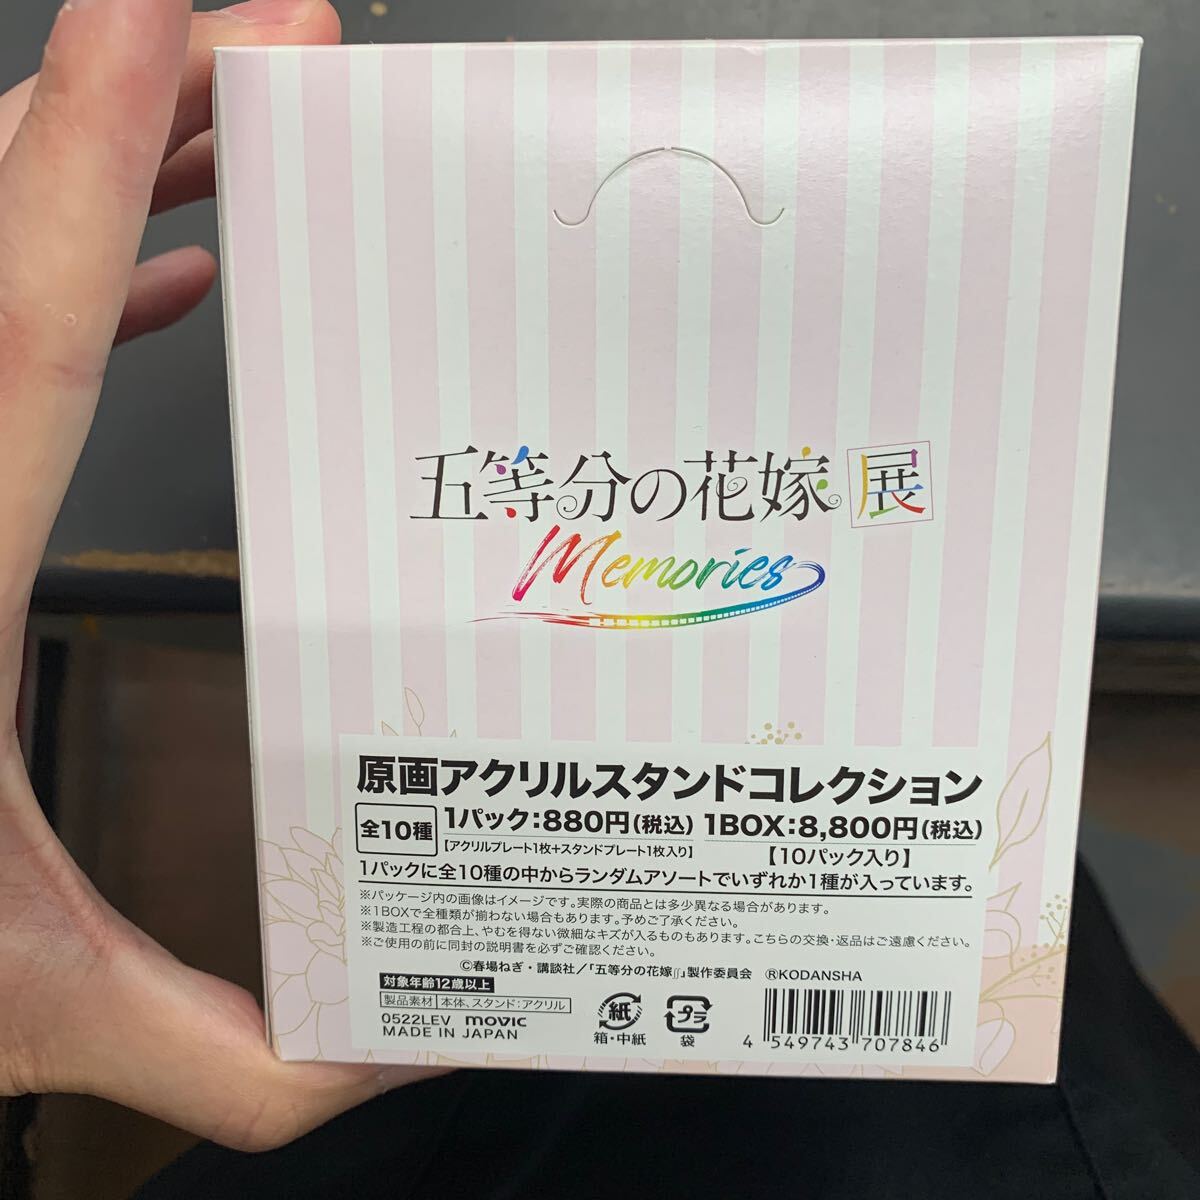 五等分の花嫁展
Memories
原画アクリルスタンドコレクション
全10種 1パック:880円(税込) 1BOX:8,800円(税込)
【アクリルプレート1枚+スタンドプレート1枚入り】 【10パック入り】
1パックに全10種の中からランダムアソートでいずれか1種が入っています。
※パッケージ内の画像はイメージです。実際の商品とは多少異なる場合があります。
※1BOXで全種類が揃わない場合もあります。予めご了承ください。
※製造工程の都合上、やむを得ない微細なキズが入るものもあります。こちらの交換・返品はご遠慮ください。
※ご使用の前に同封の説明書を必ずご確認ください。
©春場ねぎ・講談社/「五等分の花嫁∬」製作委員会 ®KODANSHA
対象年齢12歳以上
製品素材 本体、スタンド:アクリル
0522LEV movic
MADE IN JAPAN
紙
箱・中紙
プラ
袋
4 549743 707846